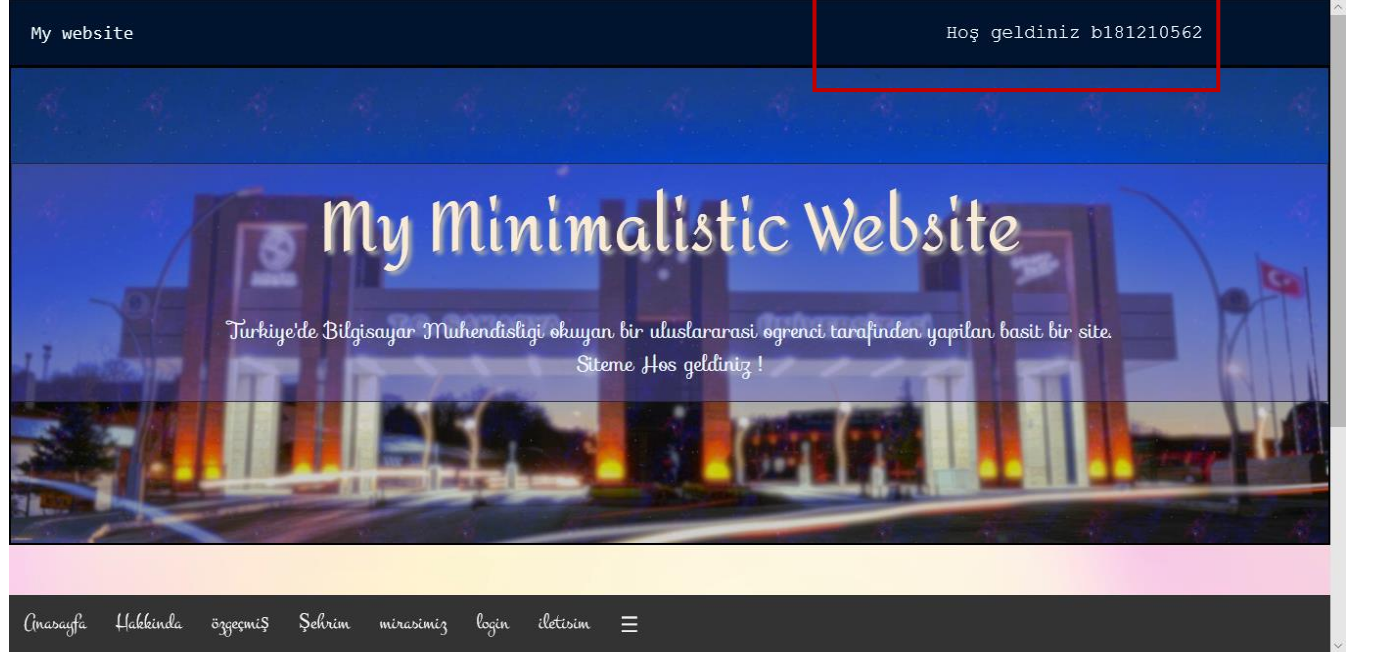 My website
Hoş geldiniz b181210562
My Minimalistic Website
Turkiye'de Bilgisayar Muhendisligi okuyan bir uluslararasi ogrenci tarafinden yapilan basit bir site.
Siteme Hos geldiniz !
Anasayfa Hakkinda özgeçmiş Şehrim mirasimiz login iletisim ☰